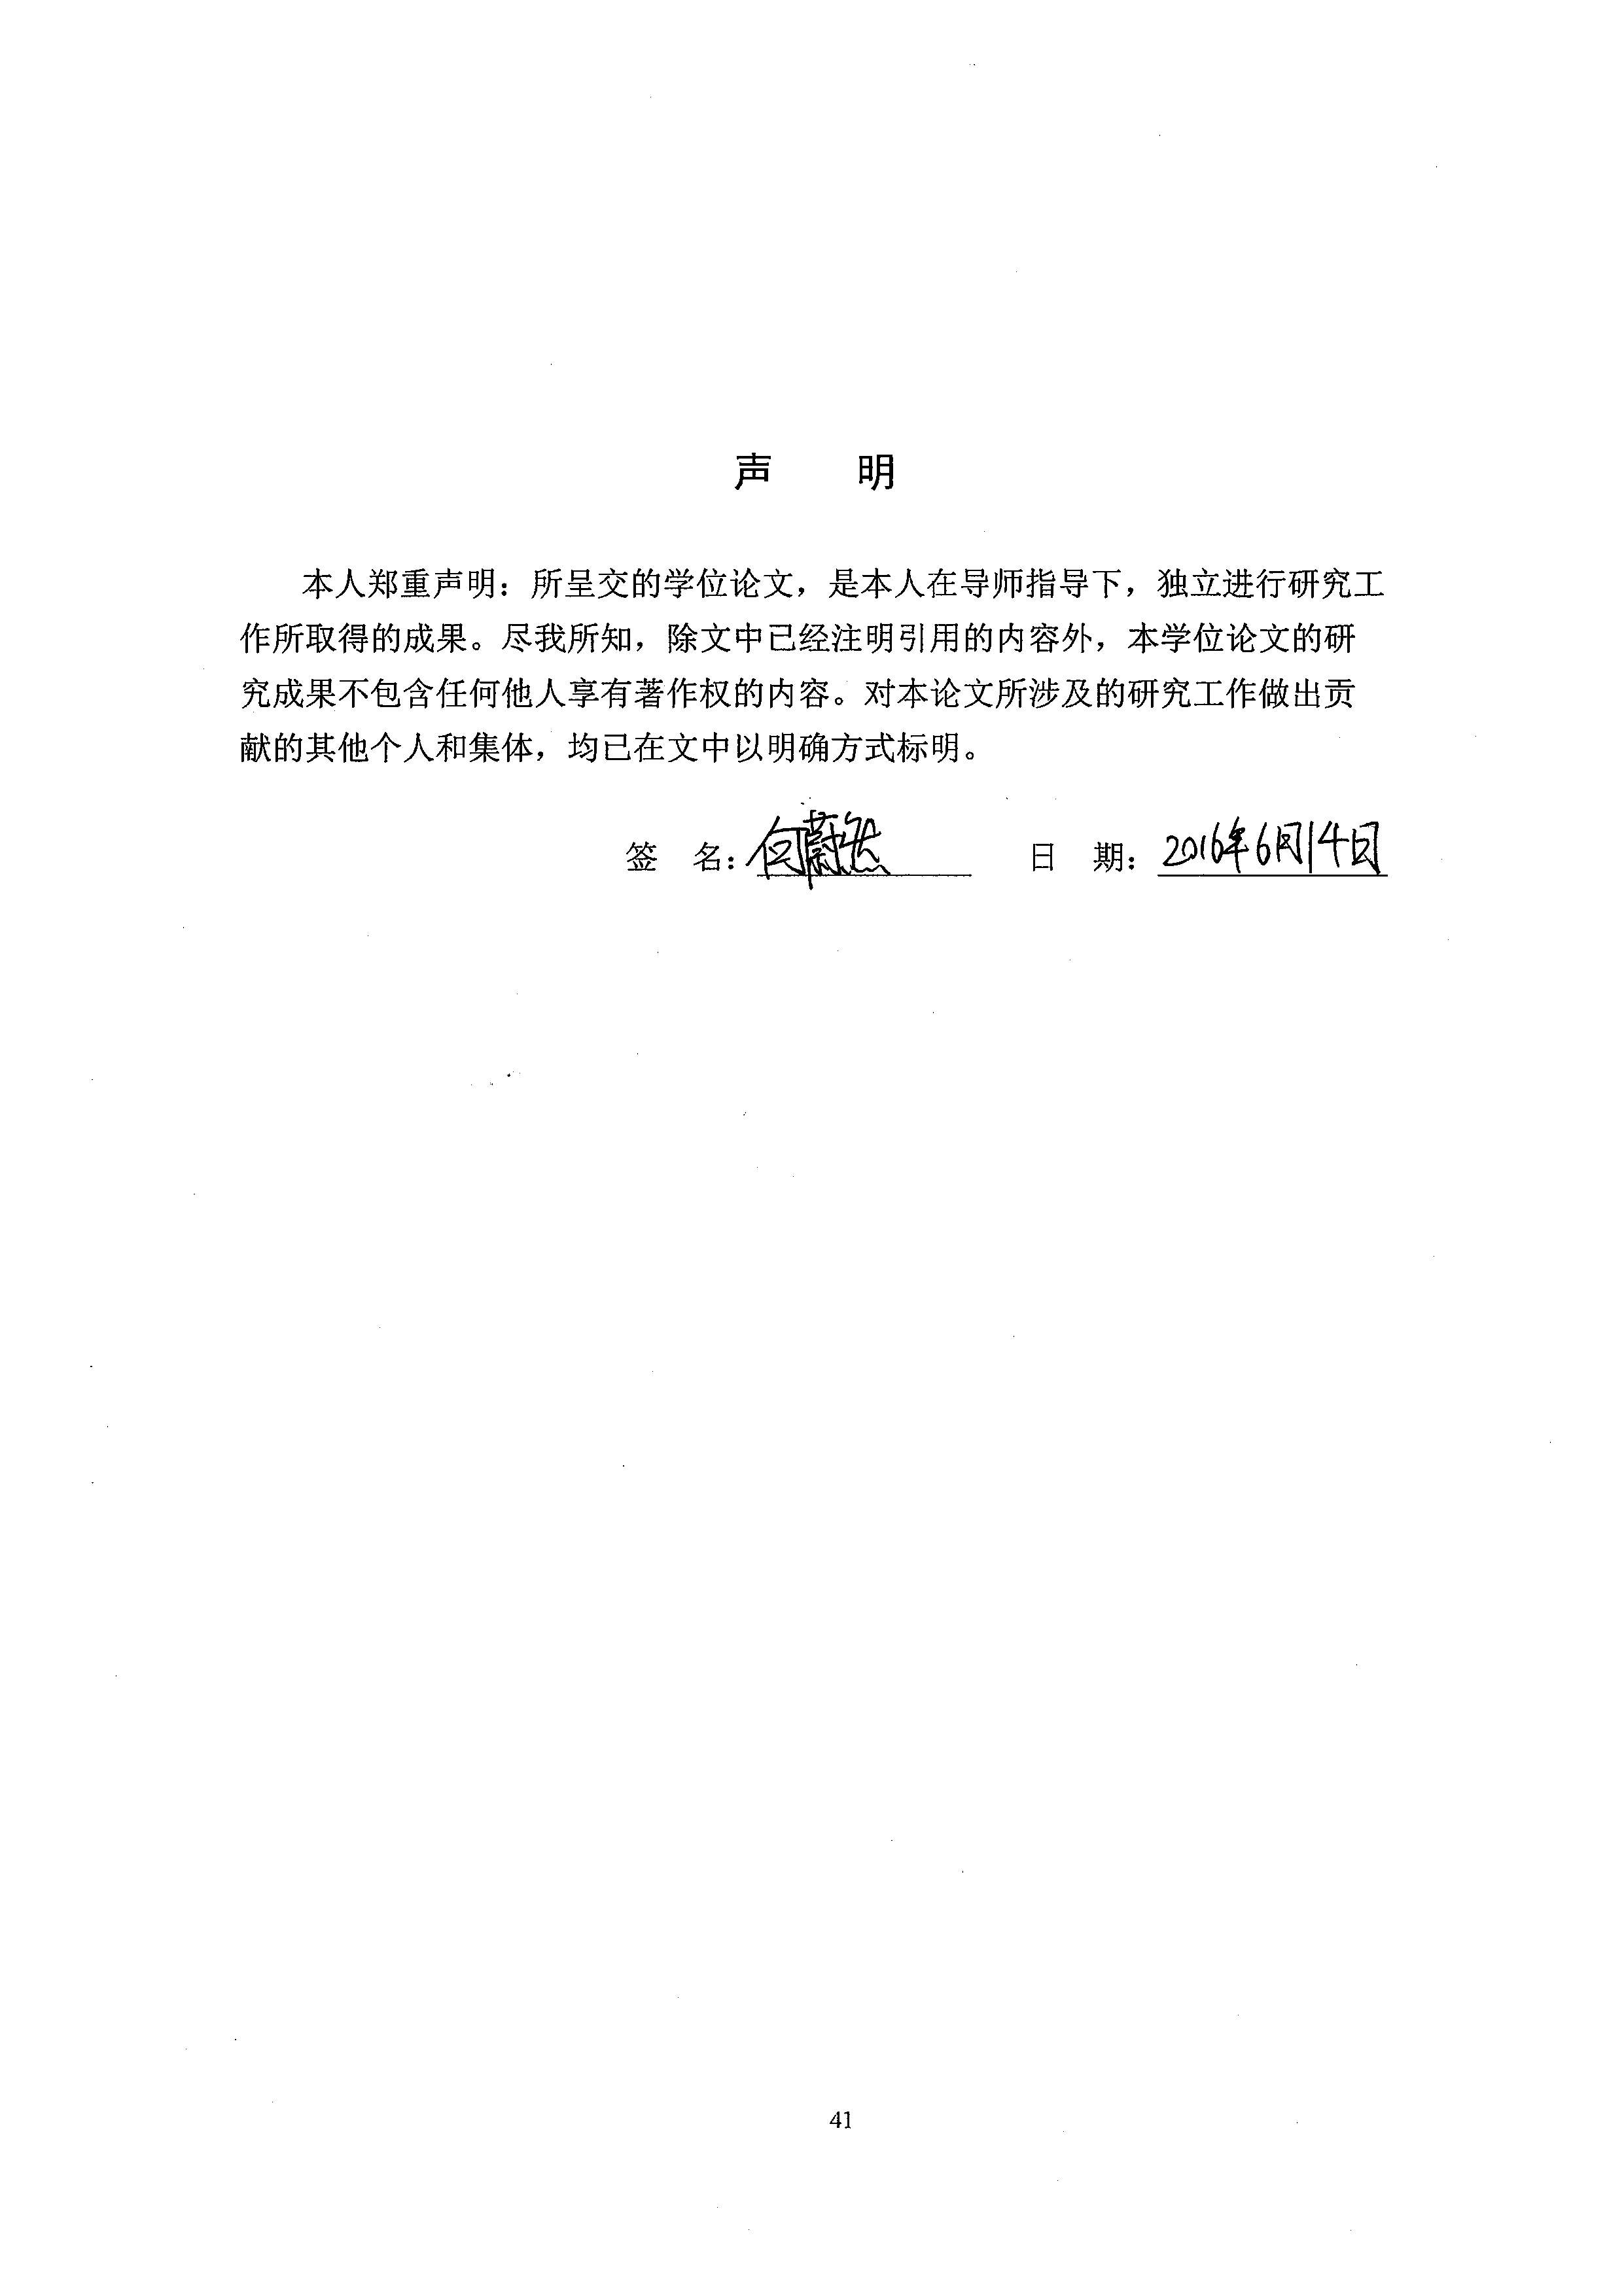 声 明
本人郑重声明：所呈交的学位论文，是本人在导师指导下，独立进行研究工
作所取得的成果。尽我所知，除文中已经注明引用的内容外，本学位论文的研
究成果不包含任何他人享有著作权的内容。对本论文所涉及的研究工作做出贡
献的其他个人和集体，均已在文中以明确方式标明。
签 名：何蔚然 日 期：2016年6月14日
41